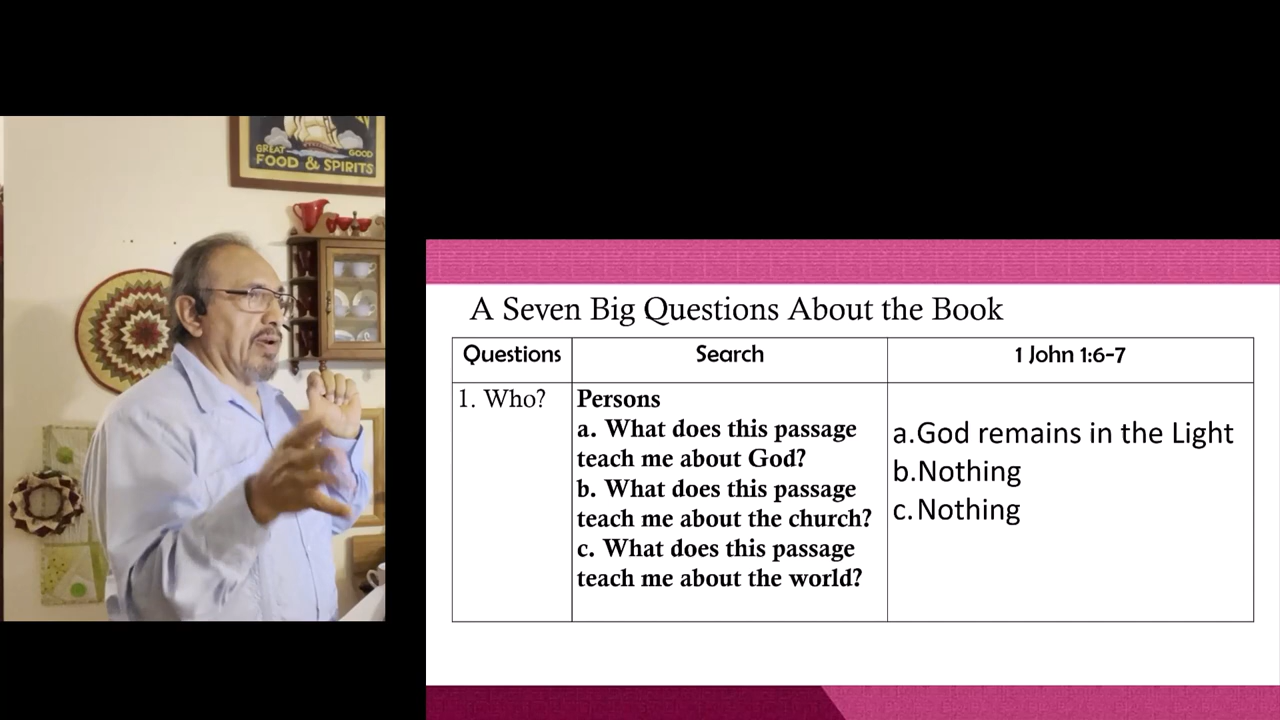 GREAT GOOD
FOOD & SPIRITS
A Seven Big Questions About the Book
Questions Search 1 John 1:6-7
1. Who?
Persons
a. What does this passage
teach me about God?
b. What does this passage
teach me about the church?
c. What does this passage
teach me about the world?
a.God remains in the Light
b.Nothing
c.Nothing